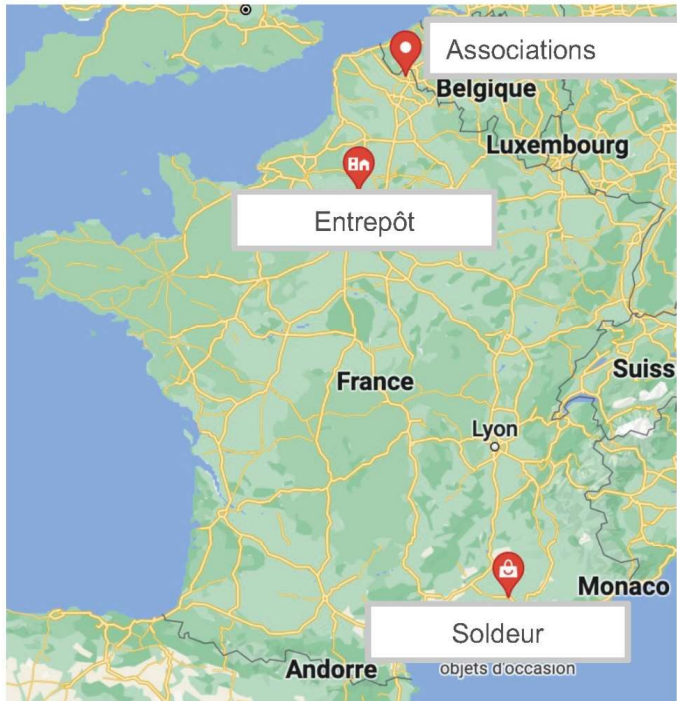 Associations
Belgique
Luxembourg
Entrepôt
France
Suiss
Lyon
Monaco
Soldeur
Andorre
objets d'occasion